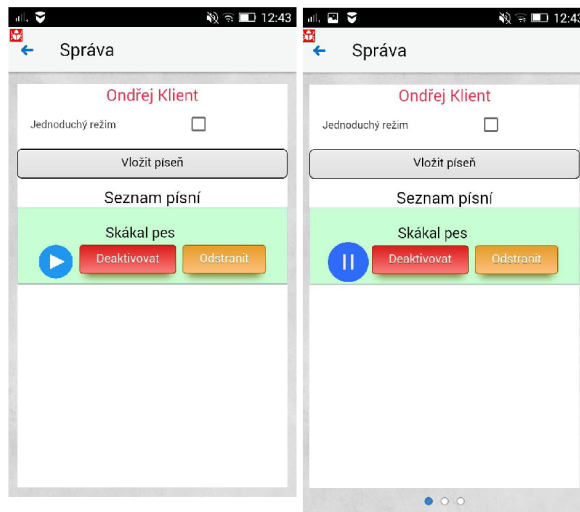 12:43
Správa
Ondřej Klient
Jednoduchý režim
Vložit píseň
Seznam písní
Skákal pes
Deaktivovat
Odstranit
12:43
Správa
Ondřej Klient
Jednoduchý režim
Vložit píseň
Seznam písní
Skákal pes
Deaktivovat
Odstranit